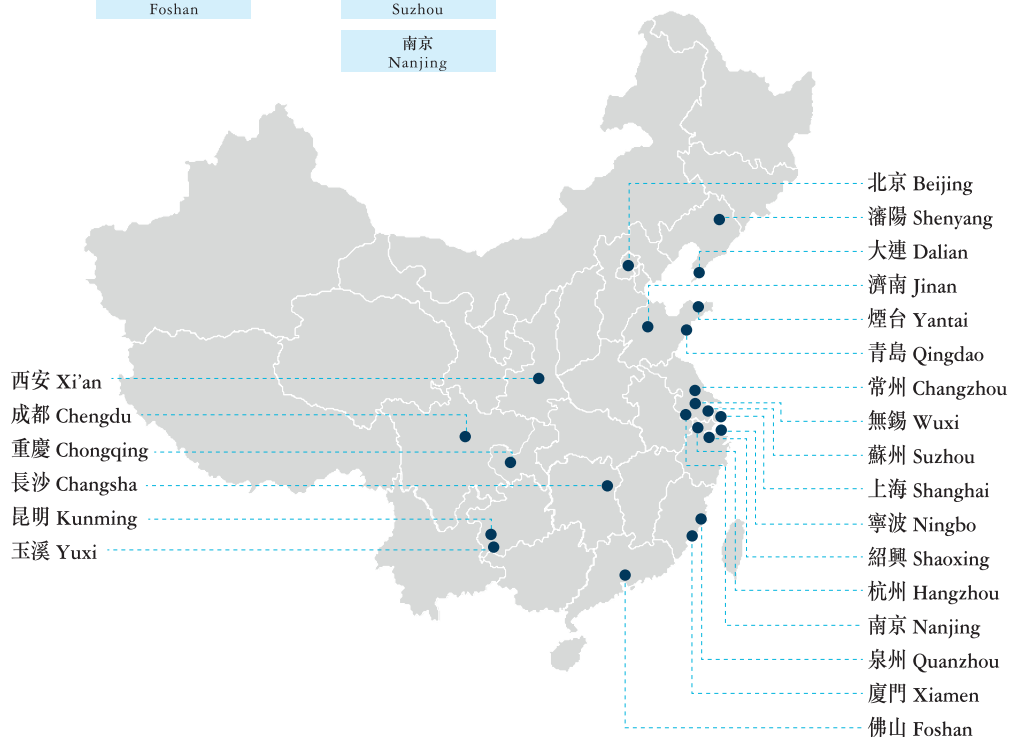 Foshan
Suzhou
南京
Nanjing
北京 Beijing
瀋陽 Shenyang
大連 Dalian
濟南 Jinan
煙台 Yantai
青島 Qingdao
常州 Changzhou
無錫 Wuxi
蘇州 Suzhou
上海 Shanghai
寧波 Ningbo
紹興 Shaoxing
杭州 Hangzhou
南京 Nanjing
泉州 Quanzhou
廈門 Xiamen
佛山 Foshan
西安 Xi’an
成都 Chengdu
重慶 Chongqing
長沙 Changsha
昆明 Kunming
玉溪 Yuxi